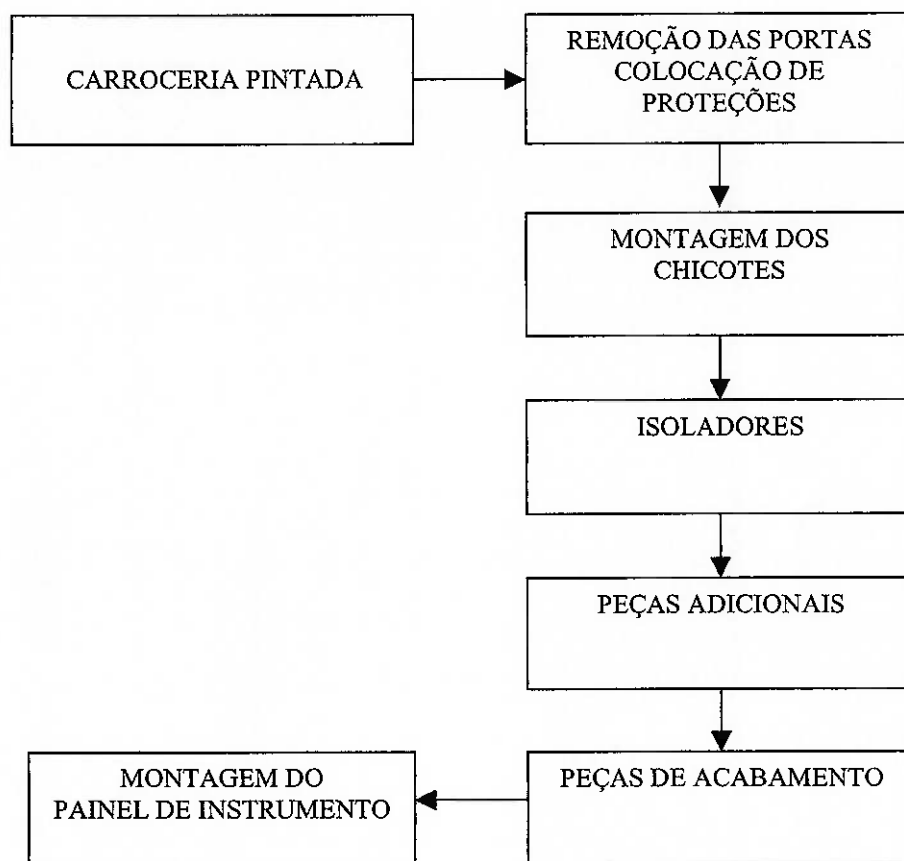 CARROCERIA PINTADA
REMOÇÃO DAS PORTAS
COLOCAÇÃO DE
PROTEÇÕES
MONTAGEM DOS
CHICOTES
ISOLADORES
PEÇAS ADICIONAIS
PEÇAS DE ACABAMENTO
MONTAGEM DO
PAINEL DE INSTRUMENTO